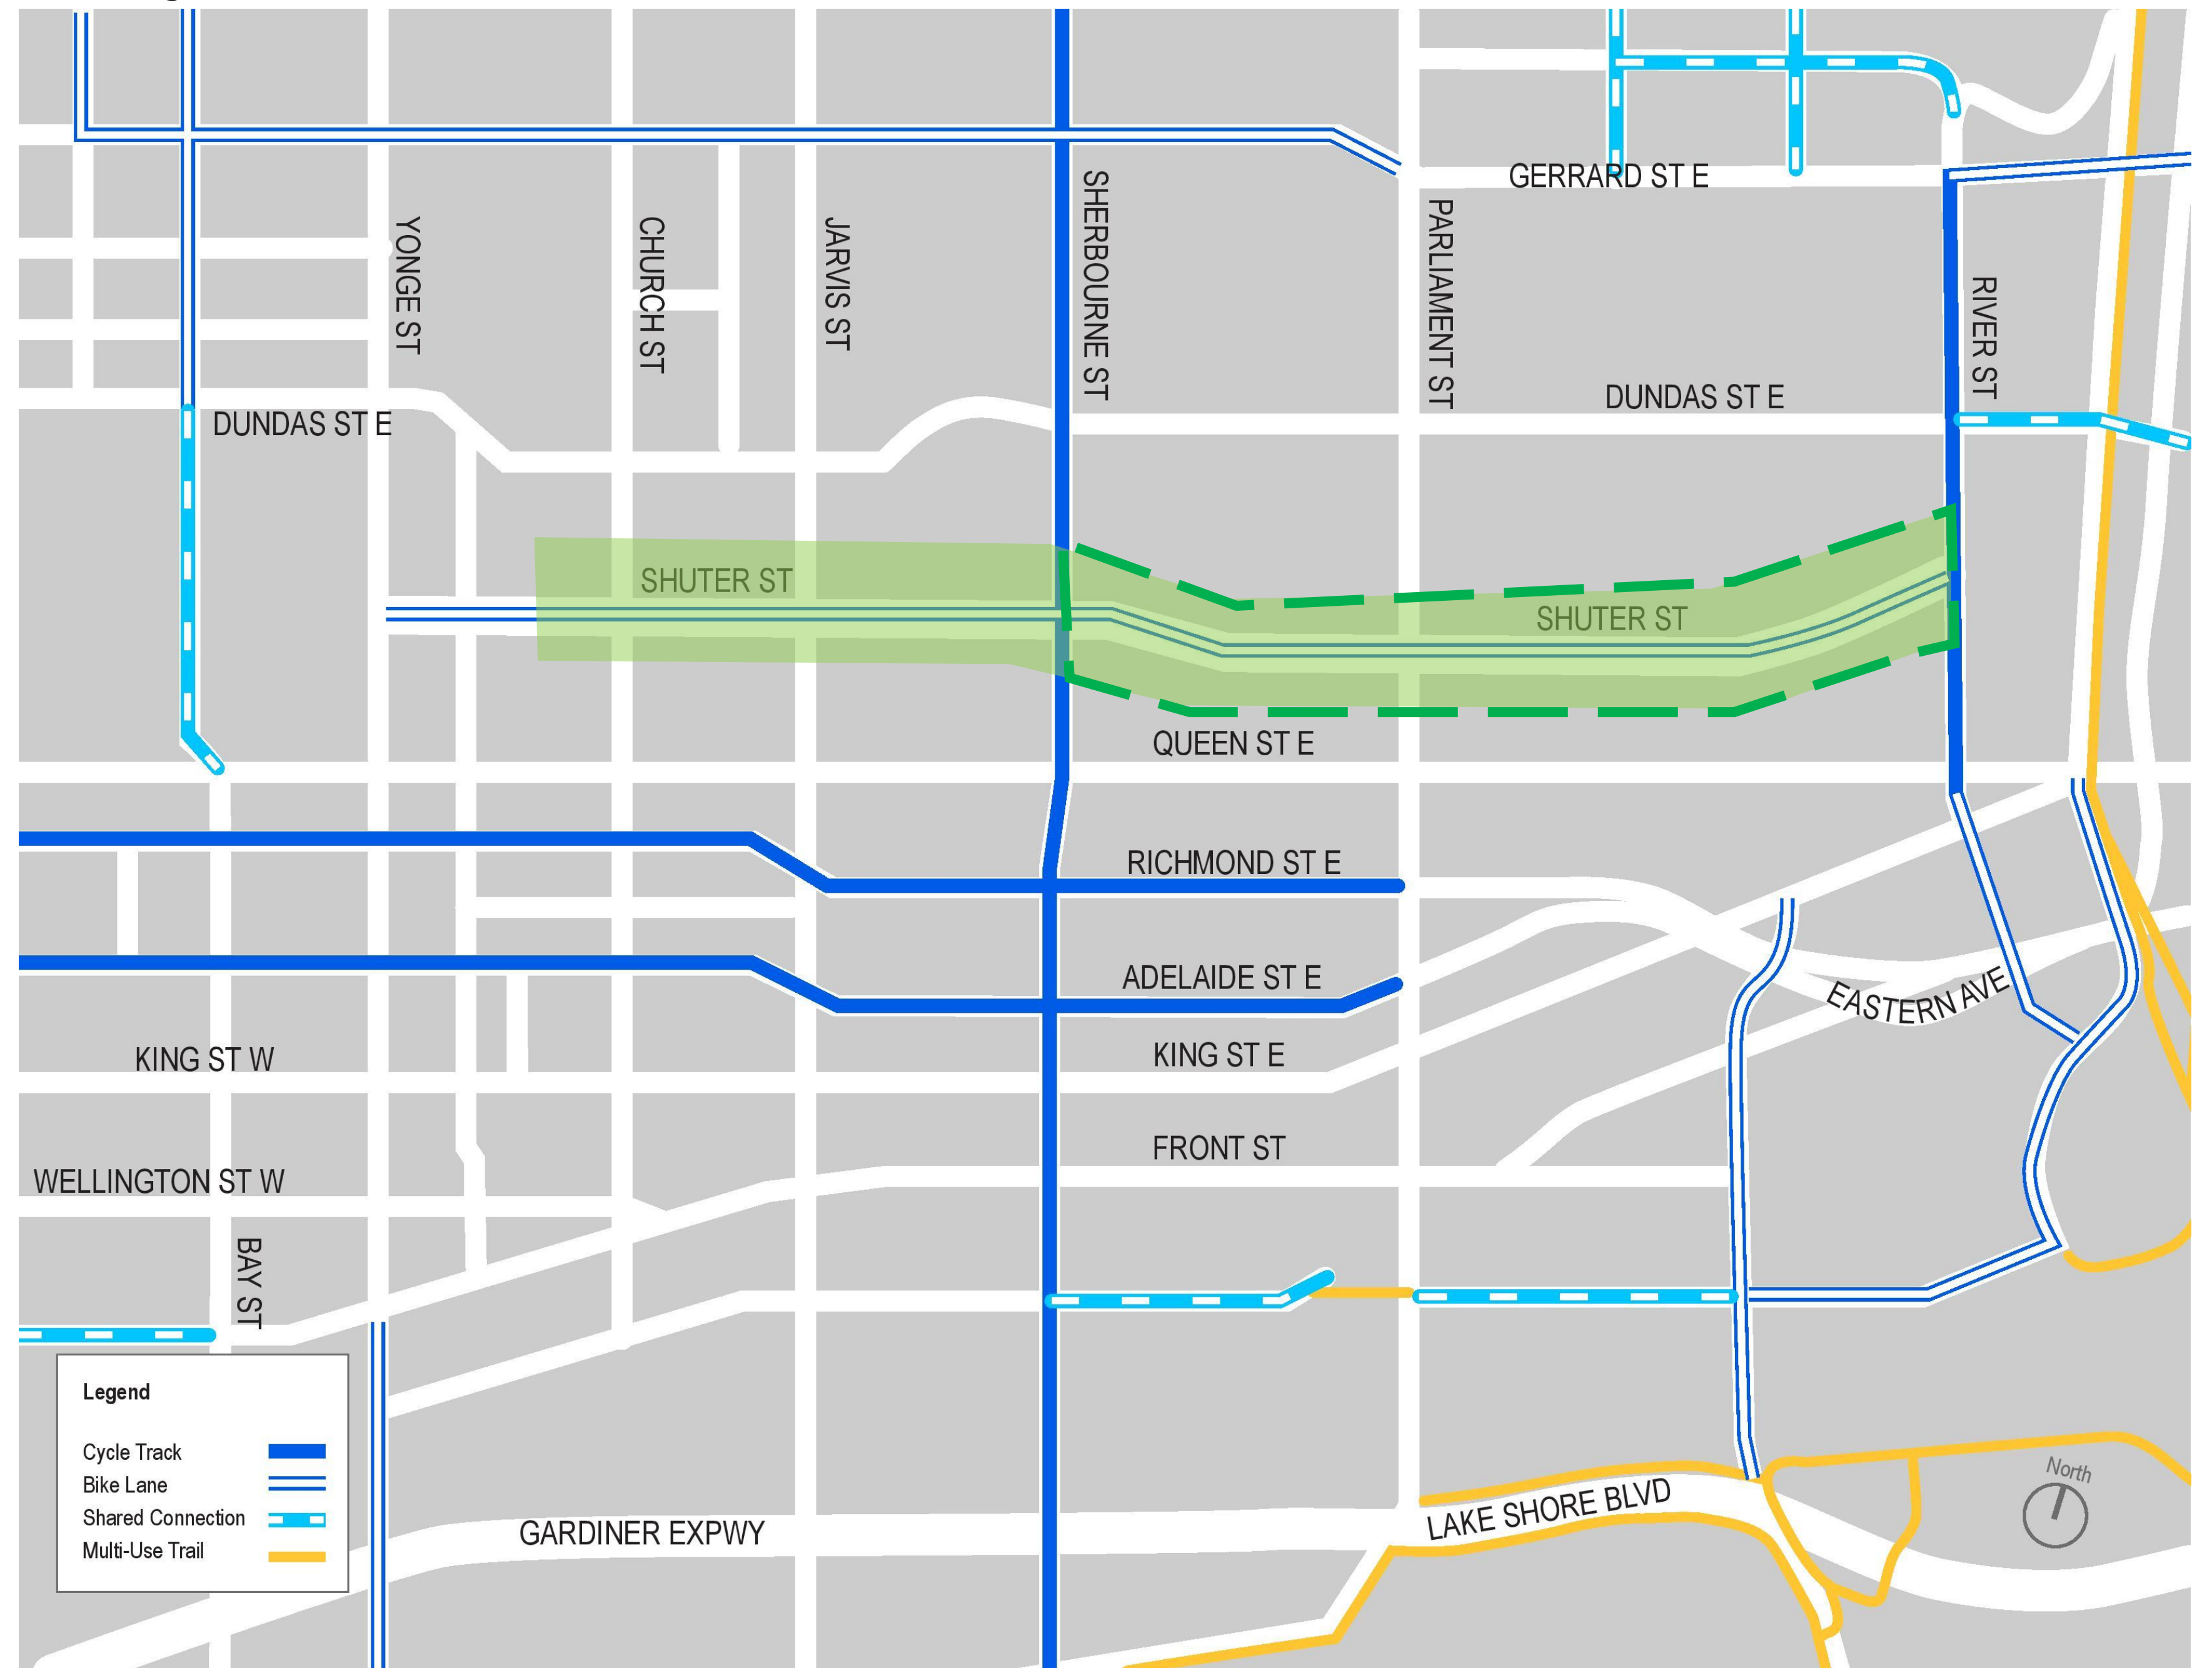 GERRARD ST E
YONGE ST
CHURCH ST
JARVIS ST
SHERBOURNE ST
PARLIAMENT ST
RIVER ST
DUNDAS ST E
DUNDAS ST E
SHUTER ST
SHUTER ST
QUEEN ST E
RICHMOND ST E
ADELAIDE ST E
EASTERN AVE
KING ST W
KING ST E
FRONT ST
WELLINGTON ST W
BAY ST
Legend
Cycle Track
Bike Lane
Shared Connection
Multi-Use Trail
GARDINER EXPWY
LAKE SHORE BLVD
North